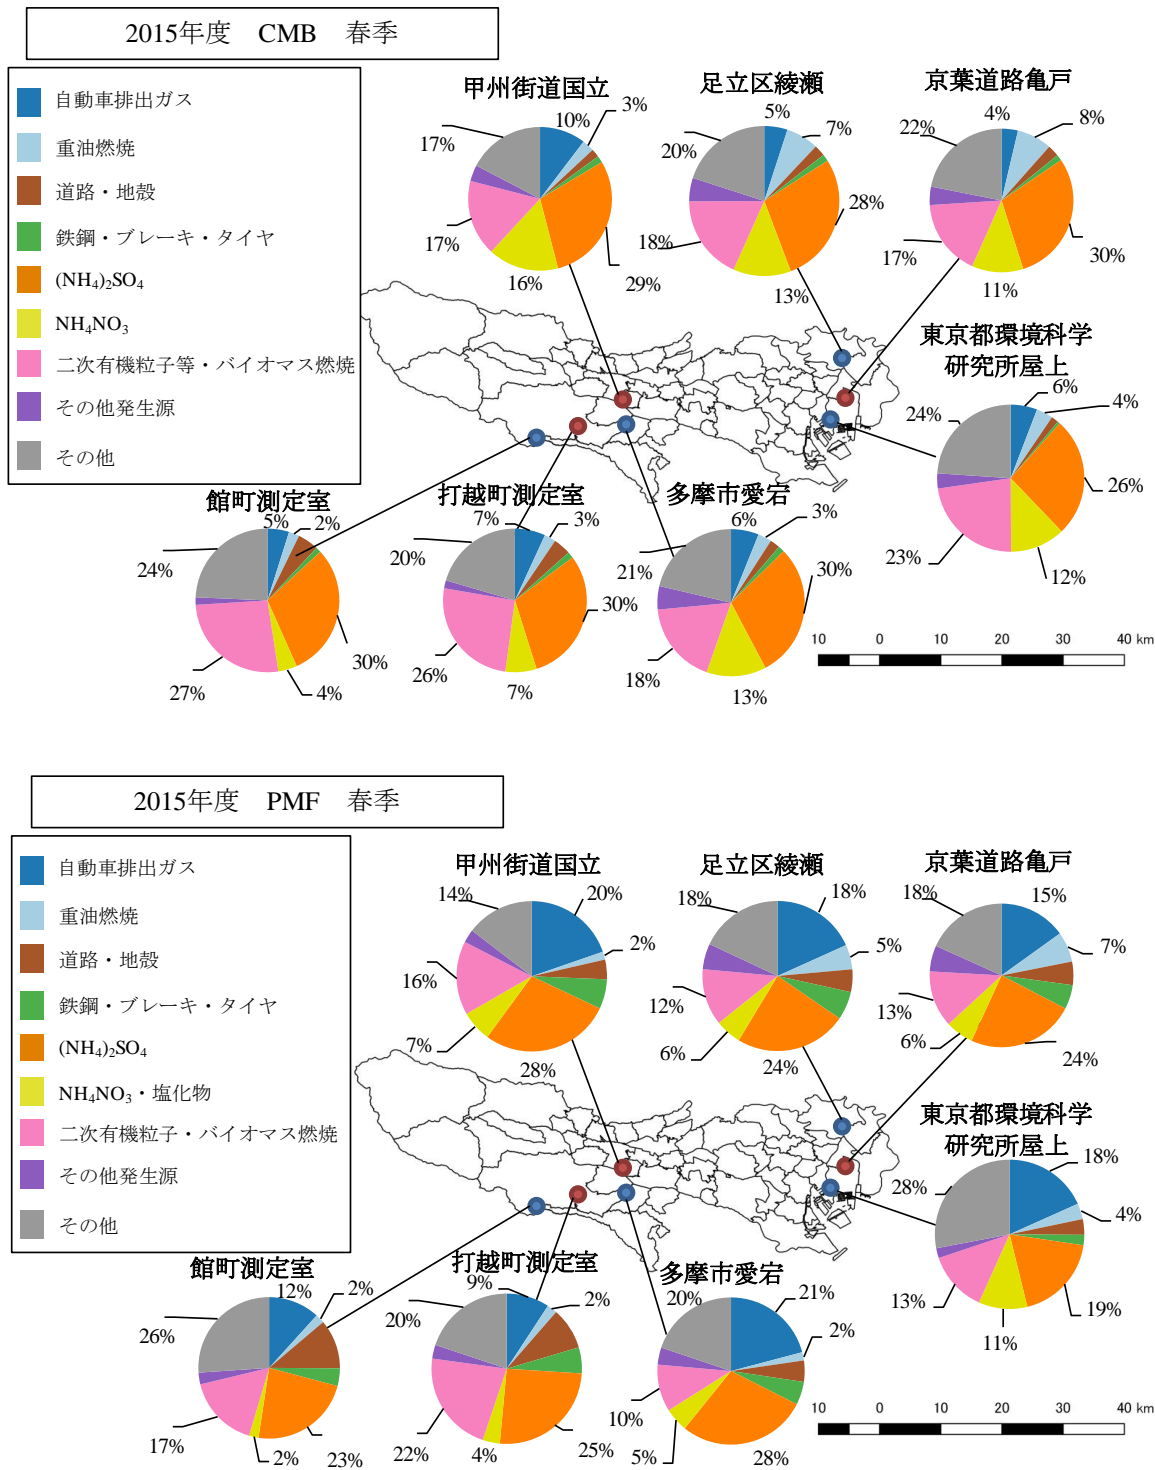 2015年度　CMB　春季
自動車排出ガス
重油燃焼
道路・地殻
鉄鋼・ブレーキ・タイヤ
(NH₄)₂SO₄
NH₄NO₃
二次有機粒子等・バイオマス燃焼
その他発生源
その他
甲州街道国立
10%
3%
17%
17%
16%
29%
足立区綾瀬
5%
7%
20%
28%
18%
13%
京葉道路亀戸
4%
8%
22%
17%
30%
11%
東京都環境科学
研究所屋上
6%
4%
24%
26%
23%
12%
館町測定室
5%
2%
24%
30%
27%
4%
打越町測定室
7%
3%
20%
30%
26%
7%
多摩市愛宕
6%
3%
21%
30%
18%
13%
10 0 10 20 30 40 km
2015年度　PMF　春季
自動車排出ガス
重油燃焼
道路・地殻
鉄鋼・ブレーキ・タイヤ
(NH₄)₂SO₄
NH₄NO₃・塩化物
二次有機粒子・バイオマス燃焼
その他発生源
その他
甲州街道国立
14%
20%
2%
16%
7%
28%
足立区綾瀬
18%
18%
5%
12%
6%
24%
京葉道路亀戸
18%
15%
7%
13%
6%
24%
東京都環境科学
研究所屋上
18%
28%
4%
13%
19%
11%
館町測定室
12%
2%
26%
17%
2%
23%
打越町測定室
9%
2%
20%
22%
4%
25%
多摩市愛宕
20%
21%
2%
10%
5%
28%
10 0 10 20 30 40 km